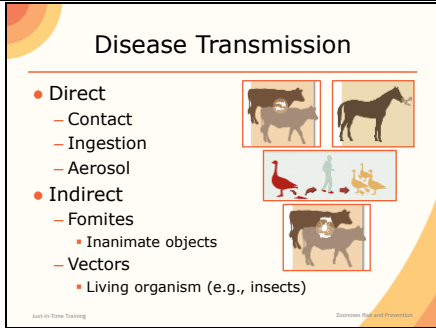 Disease Transmission
● Direct
– Contact
– Ingestion
– Aerosol
● Indirect
– Fomites
▪ Inanimate objects
– Vectors
▪ Living organism (e.g., insects)
Just-In-Time Training
Zoonoses Risk and Prevention